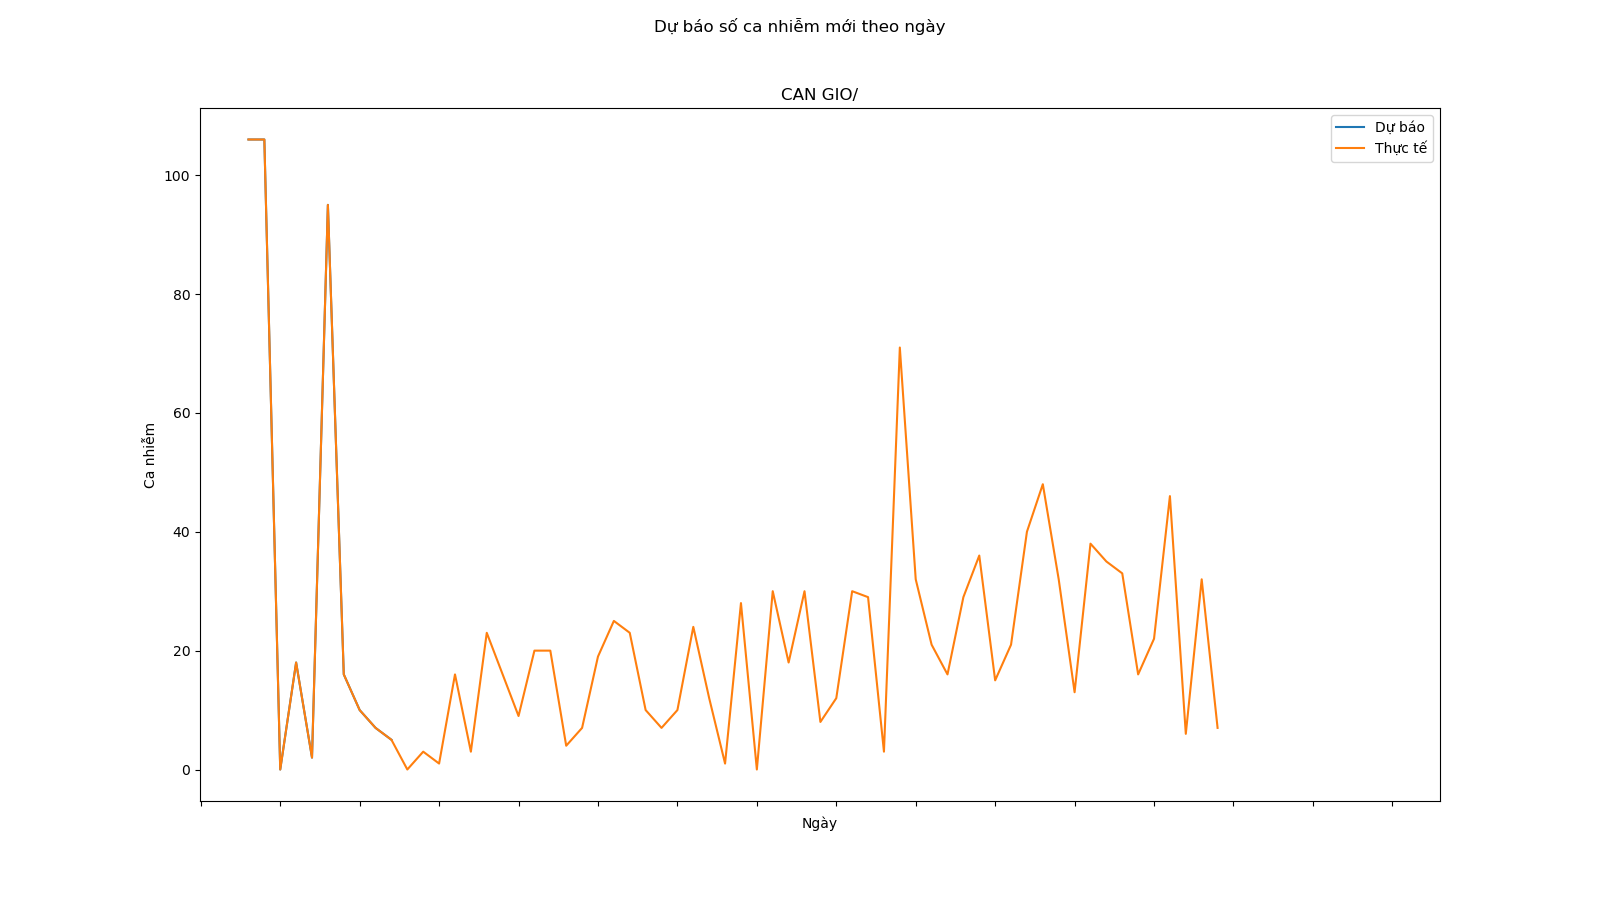 Dự báo số ca nhiễm mới theo ngày
CAN GIO/
Dự báo
Thực tế
100
80
60
40
20
0
Ca nhiễm
Ngày